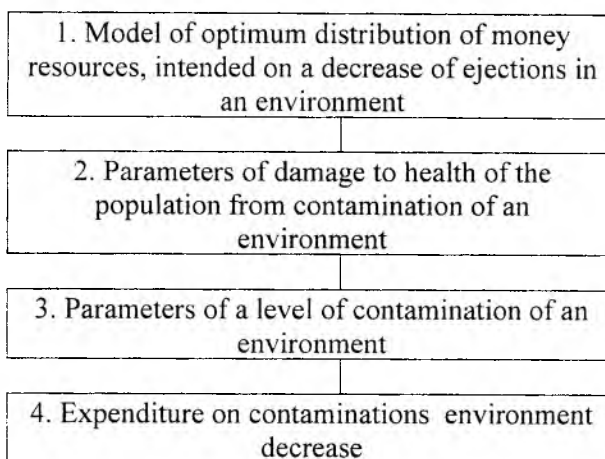 1. Model of optimum distribution of money
resources, intended on a decrease of ejections in
an environment
2. Parameters of damage to health of the
population from contamination of an
environment
3. Parameters of a level of contamination of an
environment
4. Expenditure on contaminations environment
decrease